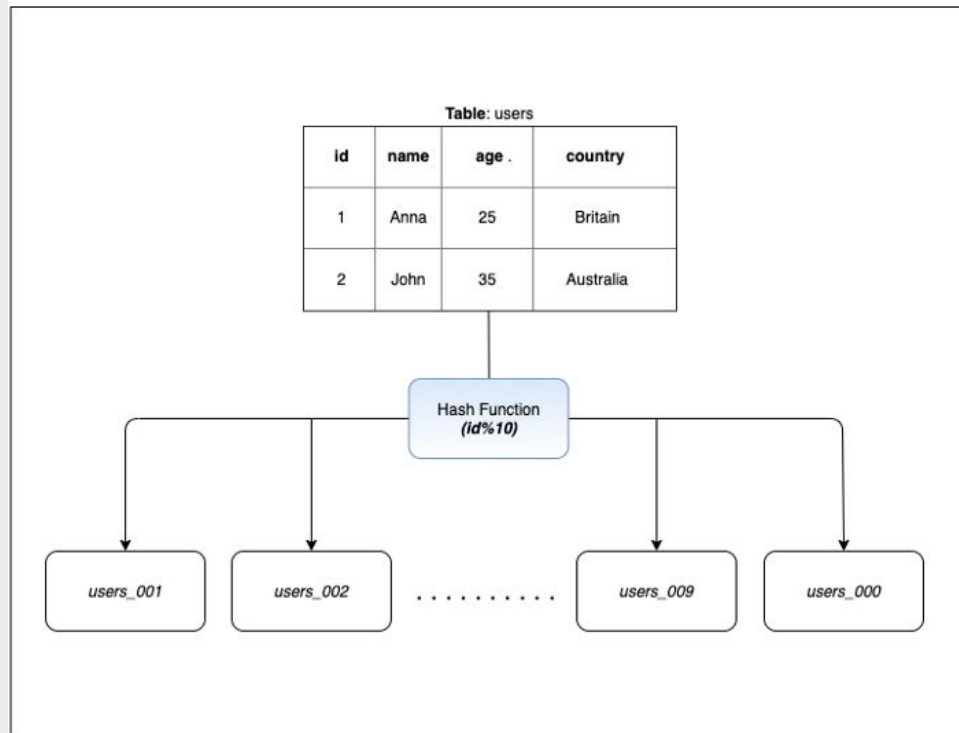 Table: users
id name age . country
1 Anna 25 Britain
2 John 35 Australia
Hash Function
(id%10)
users_001 users_002 . . . . . . . . . . users_009 users_000